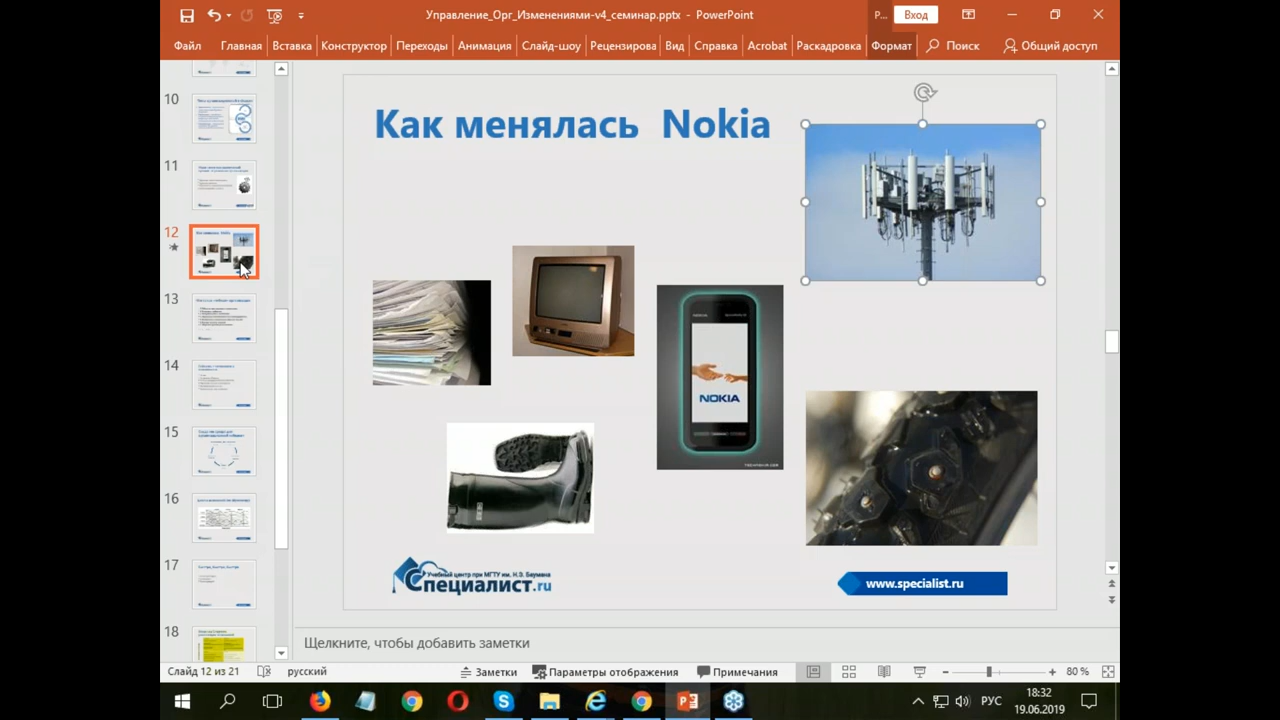 Управление_Орг_Изменениями-v4_семинар.pptx - PowerPoint
Р...
Вход
Файл Главная Вставка Конструктор Переходы Анимация Слайд-шоу Рецензирова Вид Справка Acrobat Раскадровка Формат Поиск Общий доступ
10
11
12
13
14
15
16
17
18
Как менялась Nokia
NOKIA
NOKIA
Учебный центр при МГТУ им. Н.Э. Баумана
Специалист.ru
www.specialist.ru
Щелкните, чтобы добавить заметки
Слайд 12 из 21 русский Заметки Параметры отображения Примечания 80 %
РУС
18:32
19.06.2019